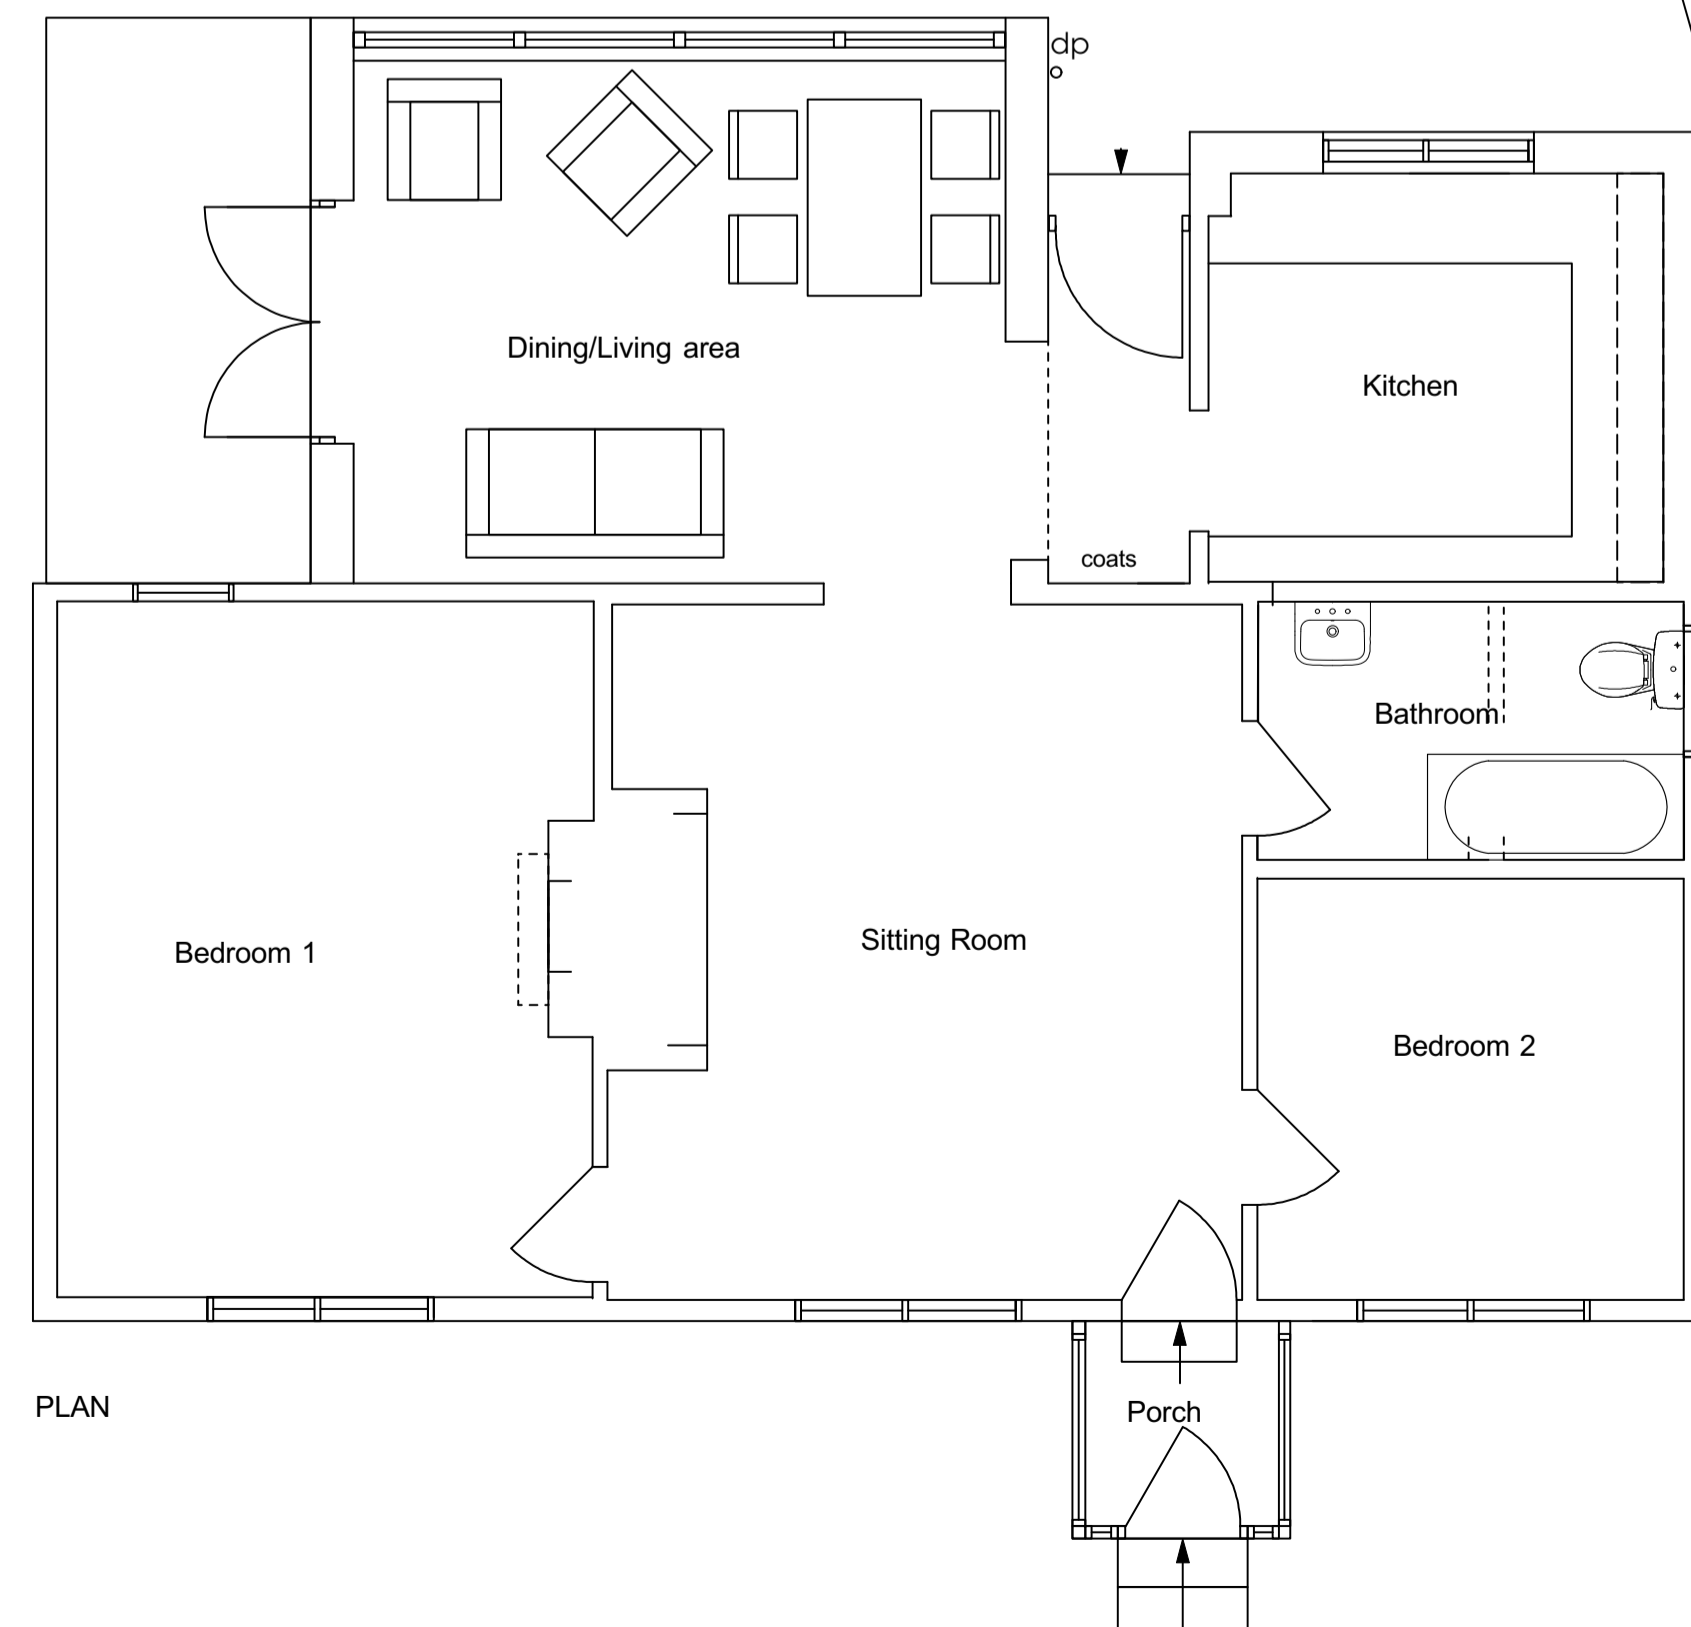 dp
Dining/Living area
Kitchen
coats
Bathroom
Bedroom 1
Sitting Room
Bedroom 2
PLAN
Porch